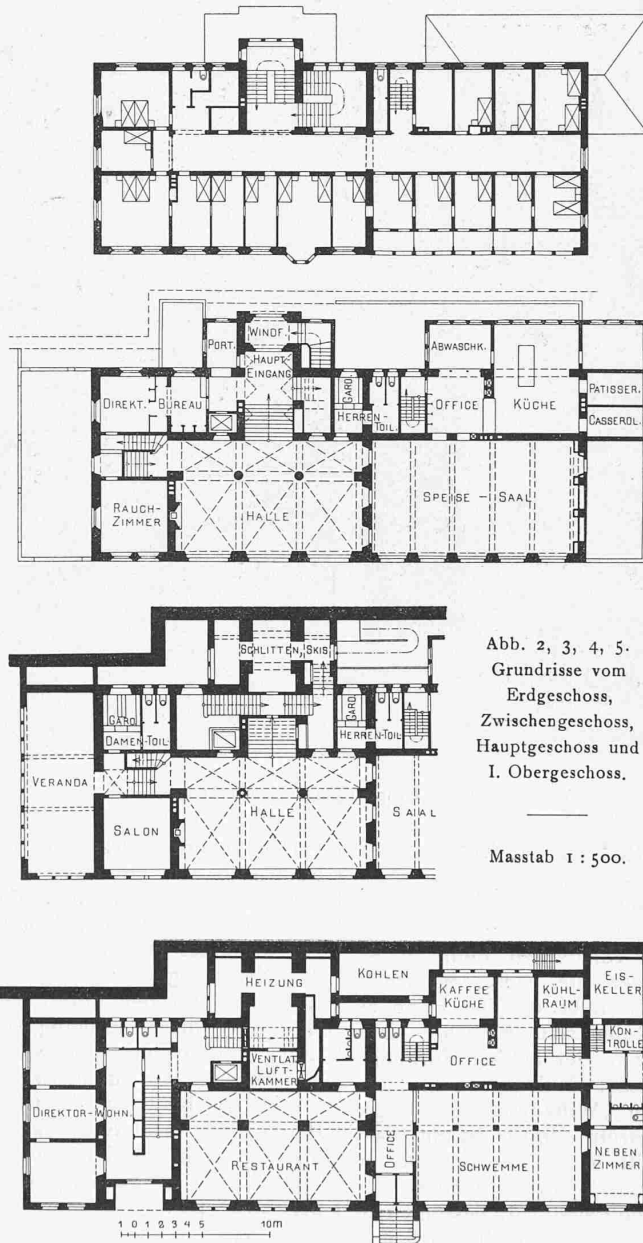 PORT.
WINDF.
HAUPT
EINGANG
ABWASCHK.
DIREKT.
BUREAU
GARD.
HERREN-
TOIL.
OFFICE
KÜCHE
PATISSER.
CASSEROL.
RAUCH-
ZIMMER
HALLE
SPEISE – SAAL
SCHLITTEN, SKIS
GARD.
DAMEN-TOIL.
GARD.
HERREN-TOIL.
VERANDA
SALON
HALLE
SAAL
Abb. 2, 3, 4, 5.
Grundrisse vom
Erdgeschoss,
Zwischengeschoss,
Hauptgeschoss und
I. Obergeschoss.
Masstab 1 : 500.
HEIZUNG
KOHLEN
KAFFEE
KÜCHE
KÜHL-
RAUM
EIS-
KELLER
KON-
TROLLE
VENTILAT.
LUFT-
KAMMER
OFFICE
DIREKTOR-WOHN.
RESTAURANT
OFFICE
SCHWEMME
NEBEN
ZIMMER
1 0 1 2 3 4 5 10m